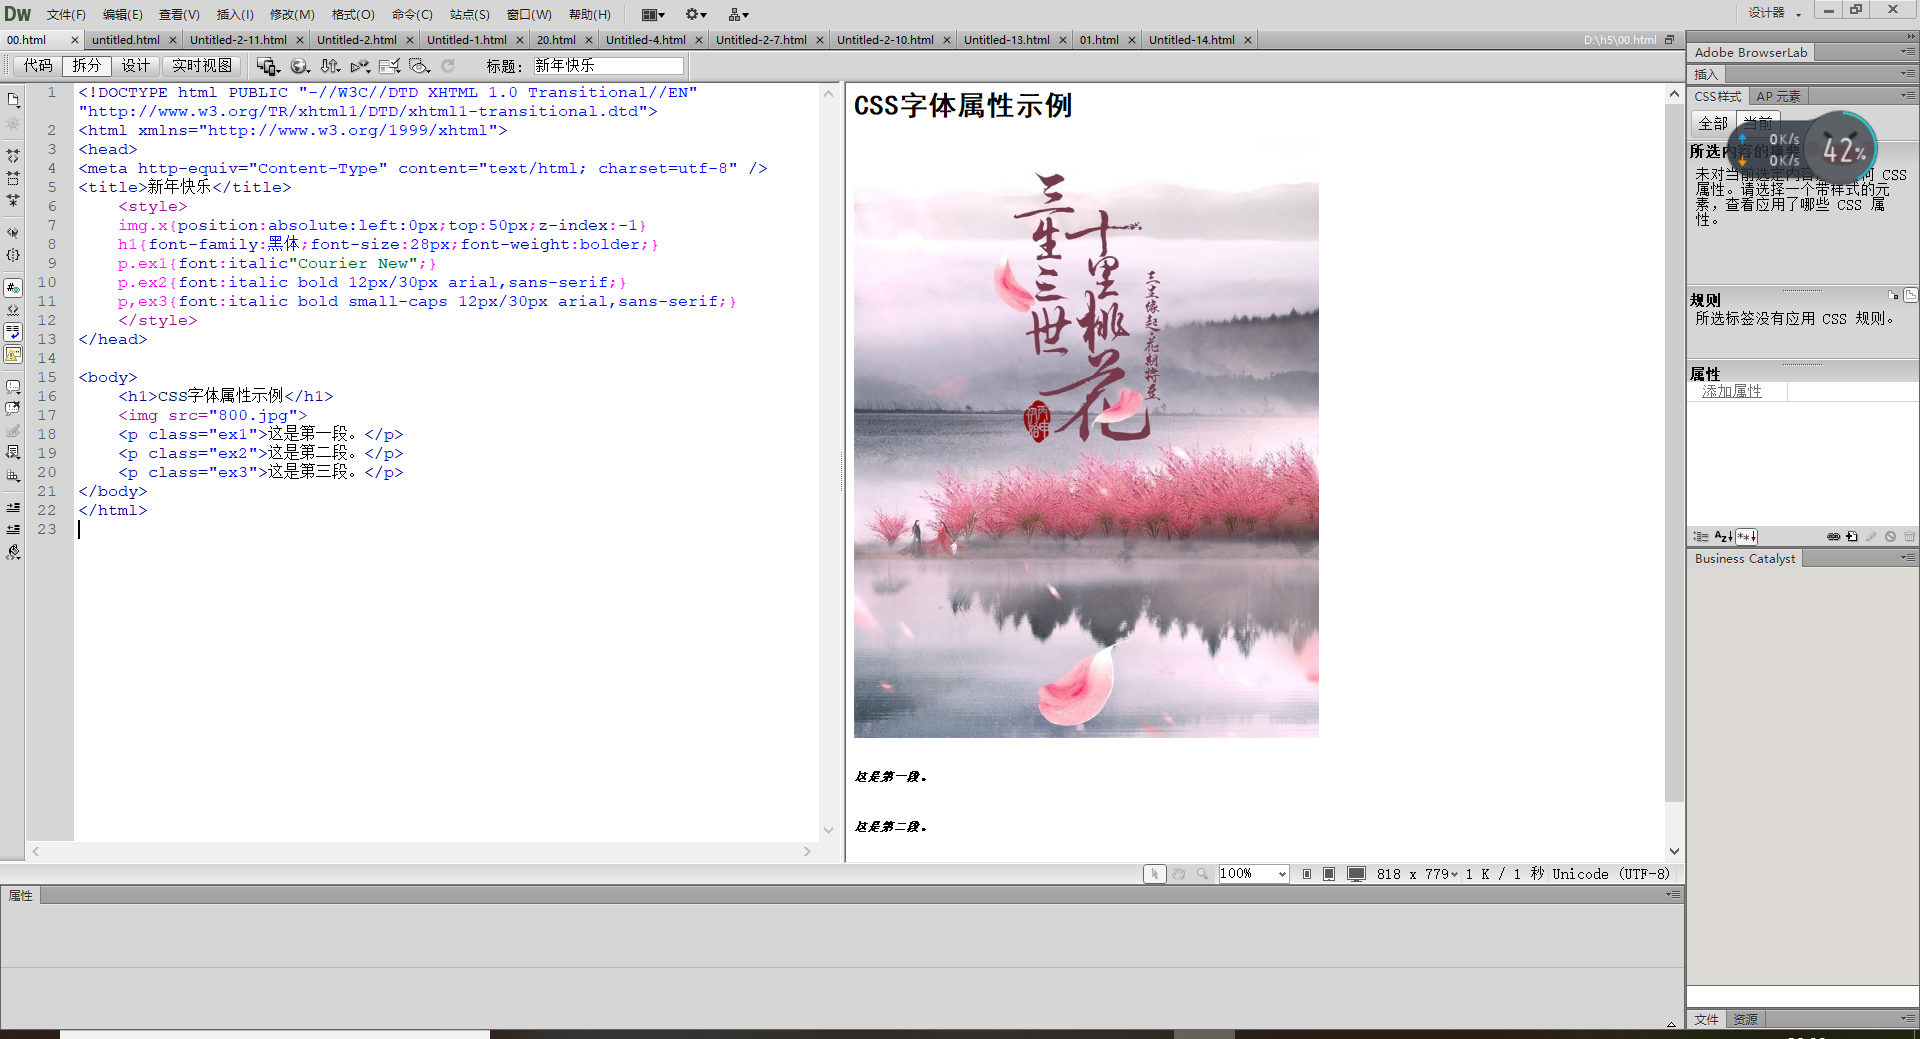 Dw 文件(F) 编辑(E) 查看(V) 插入(I) 修改(M) 格式(O) 命令(C) 站点(S) 窗口(W) 帮助(H) 设计器
00.html untitled.html Untitled-2-11.html Untitled-2.html Untitled-1.html 20.html Untitled-4.html Untitled-2-7.html Untitled-2-10.html Untitled-13.html 01.html Untitled-14.html D:\h5\00.html
代码 拆分 设计 实时视图 标题: 新年快乐
1 <!DOCTYPE html PUBLIC "-//W3C//DTD XHTML 1.0 Transitional//EN"
"http://www.w3.org/TR/xhtml1/DTD/xhtml1-transitional.dtd">
2 <html xmlns="http://www.w3.org/1999/xhtml">
3 <head>
4 <meta http-equiv="Content-Type" content="text/html; charset=utf-8" />
5 <title>新年快乐</title>
6 <style>
7 img.x{position:absolute:left:0px;top:50px;z-index:-1}
8 h1{font-family:黑体;font-size:28px;font-weight:bolder;}
9 p.ex1{font:italic"Courier New";}
10 p.ex2{font:italic bold 12px/30px arial,sans-serif;}
11 p,ex3{font:italic bold small-caps 12px/30px arial,sans-serif;}
12 </style>
13 </head>
14
15 <body>
16 <h1>CSS字体属性示例</h1>
17 <img src="800.jpg">
18 <p class="ex1">这是第一段。</p>
19 <p class="ex2">这是第二段。</p>
20 <p class="ex3">这是第三段。</p>
21 </body>
22 </html>
23
CSS字体属性示例
三生三世
十里桃花
三生缘起·花期将至
这是第一段。
这是第二段。
100% 818 x 779 1 K / 1 秒 Unicode (UTF-8)
属性
Adobe BrowserLab
插入
CSS样式 AP 元素
全部 当前
0K/s
0K/s
42%
所选内容的摘要
未对当前选定内容 CSS
属性。请选择一个带样式的元
素，查看应用了哪些 CSS 属
性。
规则
所选标签没有应用 CSS 规则。
属性
添加属性
Business Catalyst
文件 资源